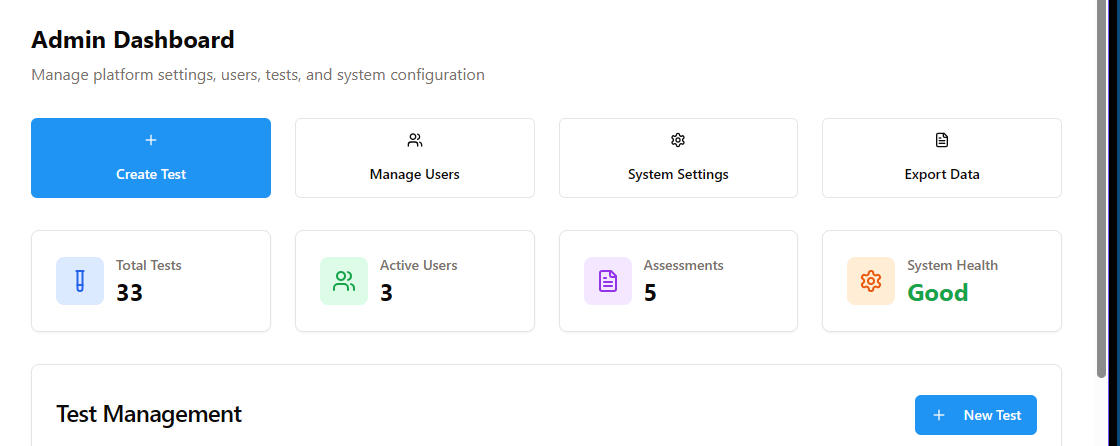 Admin Dashboard
Manage platform settings, users, tests, and system configuration
Create Test
Manage Users
System Settings
Export Data
Total Tests
33
Active Users
3
Assessments
5
System Health
Good
Test Management
New Test